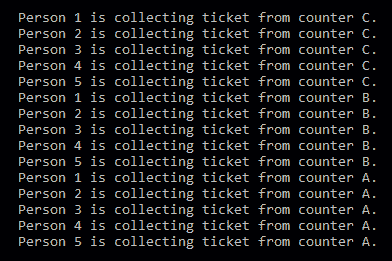 Person 1 is collecting ticket from counter C.
Person 2 is collecting ticket from counter C.
Person 3 is collecting ticket from counter C.
Person 4 is collecting ticket from counter C.
Person 5 is collecting ticket from counter C.
Person 1 is collecting ticket from counter B.
Person 2 is collecting ticket from counter B.
Person 3 is collecting ticket from counter B.
Person 4 is collecting ticket from counter B.
Person 5 is collecting ticket from counter B.
Person 1 is collecting ticket from counter A.
Person 2 is collecting ticket from counter A.
Person 3 is collecting ticket from counter A.
Person 4 is collecting ticket from counter A.
Person 5 is collecting ticket from counter A.